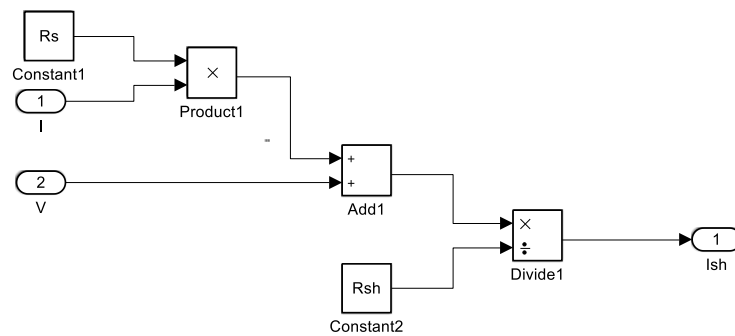 Rs
Constant1
×
Product1
1
I
2
V
+
+
Add1
×
÷
Divide1
Rsh
Constant2
1
Ish